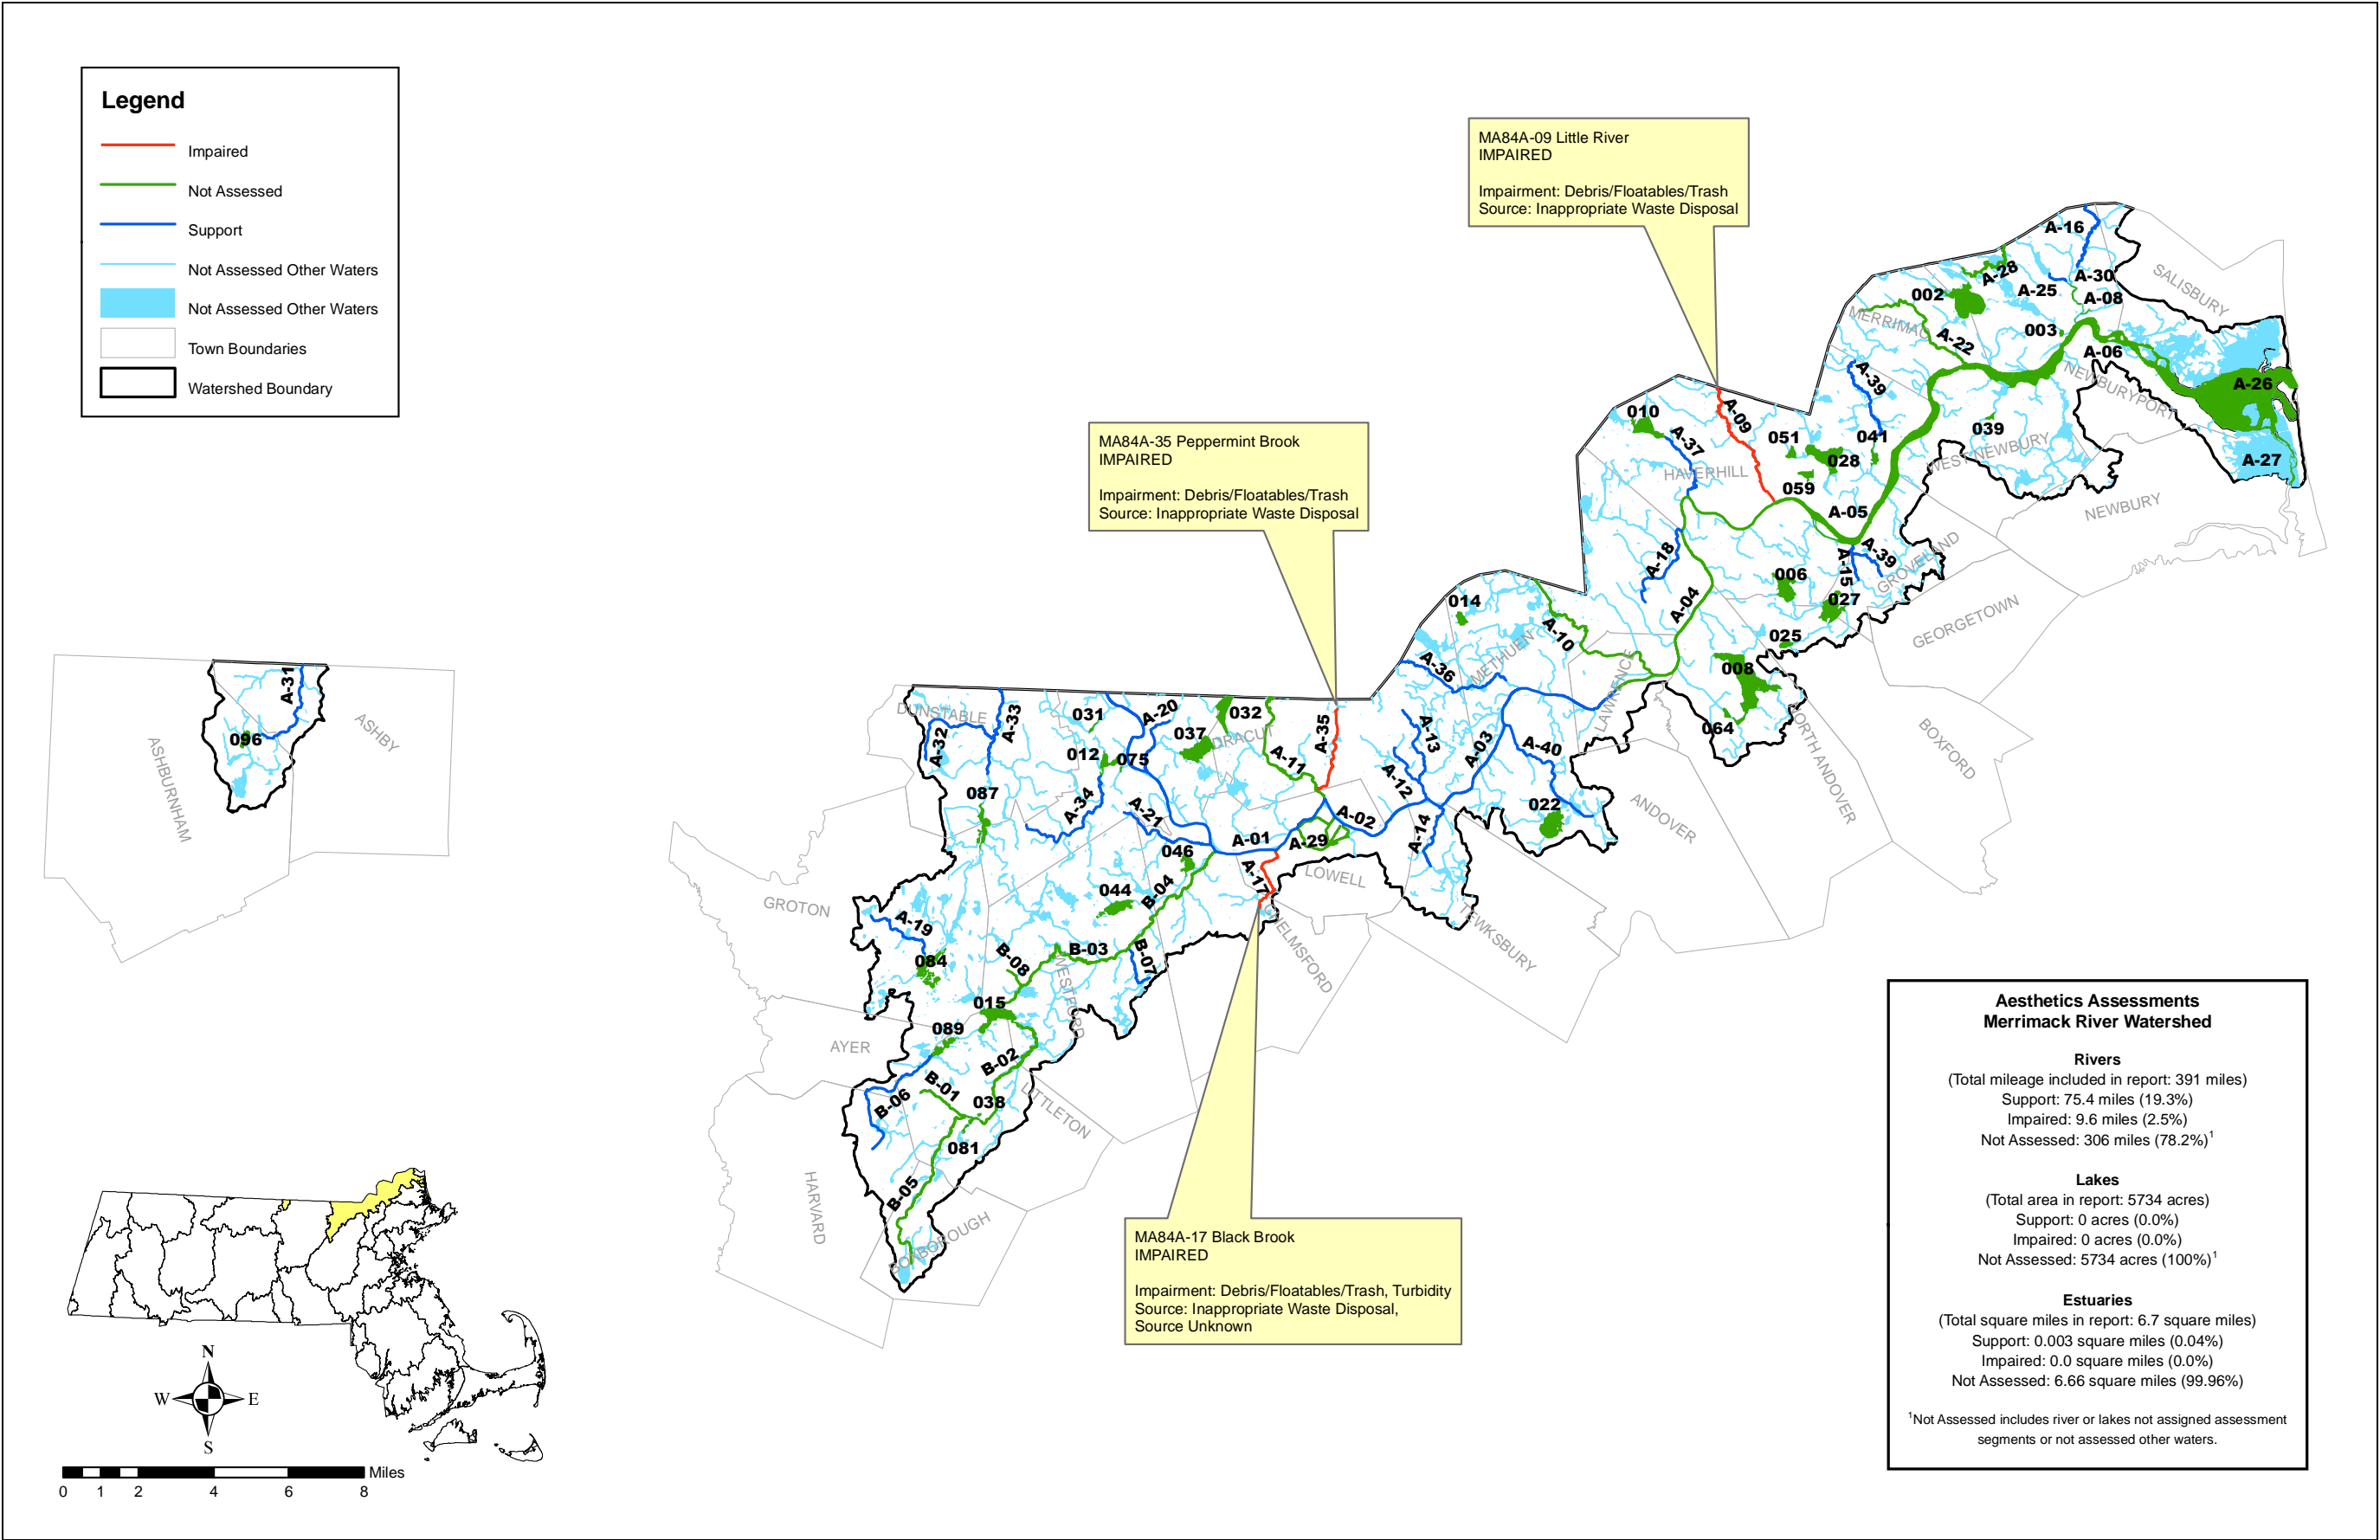 Legend
Impaired
Not Assessed
Support
Not Assessed Other Waters
Not Assessed Other Waters
Town Boundaries
Watershed Boundary
MA84A-09 Little River
IMPAIRED
Impairment: Debris/Floatables/Trash
Source: Inappropriate Waste Disposal
MA84A-35 Peppermint Brook
IMPAIRED
Impairment: Debris/Floatables/Trash
Source: Inappropriate Waste Disposal
A-16
SALISBURY
A-28
A-30
A-25
002
A-08
MERRIMAC
003
A-22
A-06
NEWBURYPORT
A-26
A-39
010
A-09
A-37
051
041
039
028
WEST NEWBURY
A-27
HAVERHILL
059
A-05
NEWBURY
A-18
A-15
A-39
GROVELAND
006
027
014
A-04
A-10
025
GEORGETOWN
METHUEN
A-36
LAWRENCE
008
064
NORTH ANDOVER
BOXFORD
A-31
ASHBY
096
ASHBURNHAM
DUNSTABLE
A-33
A-32
031
A-20
032
037
DRACUT
A-35
012
075
A-11
A-13
A-03
A-40
A-12
087
A-34
A-21
A-02
022
ANDOVER
A-01
A-29
A-14
046
A-17
LOWELL
044
B-04
GROTON
CHELMSFORD
TEWKSBURY
A-19
084
B-08
B-03
B-07
WESTFORD
015
089
AYER
B-02
B-01
B-06
038
LITTLETON
081
HARVARD
B-05
BOXBOROUGH
MA84A-17 Black Brook
IMPAIRED
Impairment: Debris/Floatables/Trash, Turbidity
Source: Inappropriate Waste Disposal,
Source Unknown
Aesthetics Assessments
Merrimack River Watershed
Rivers
(Total mileage included in report: 391 miles)
Support: 75.4 miles (19.3%)
Impaired: 9.6 miles (2.5%)
Not Assessed: 306 miles (78.2%)1
Lakes
(Total area in report: 5734 acres)
Support: 0 acres (0.0%)
Impaired: 0 acres (0.0%)
Not Assessed: 5734 acres (100%)1
Estuaries
(Total square miles in report: 6.7 square miles)
Support: 0.003 square miles (0.04%)
Impaired: 0.0 square miles (0.0%)
Not Assessed: 6.66 square miles (99.96%)
1Not Assessed includes river or lakes not assigned assessment
segments or not assessed other waters.
N
W E
S
Miles
0 1 2 4 6 8